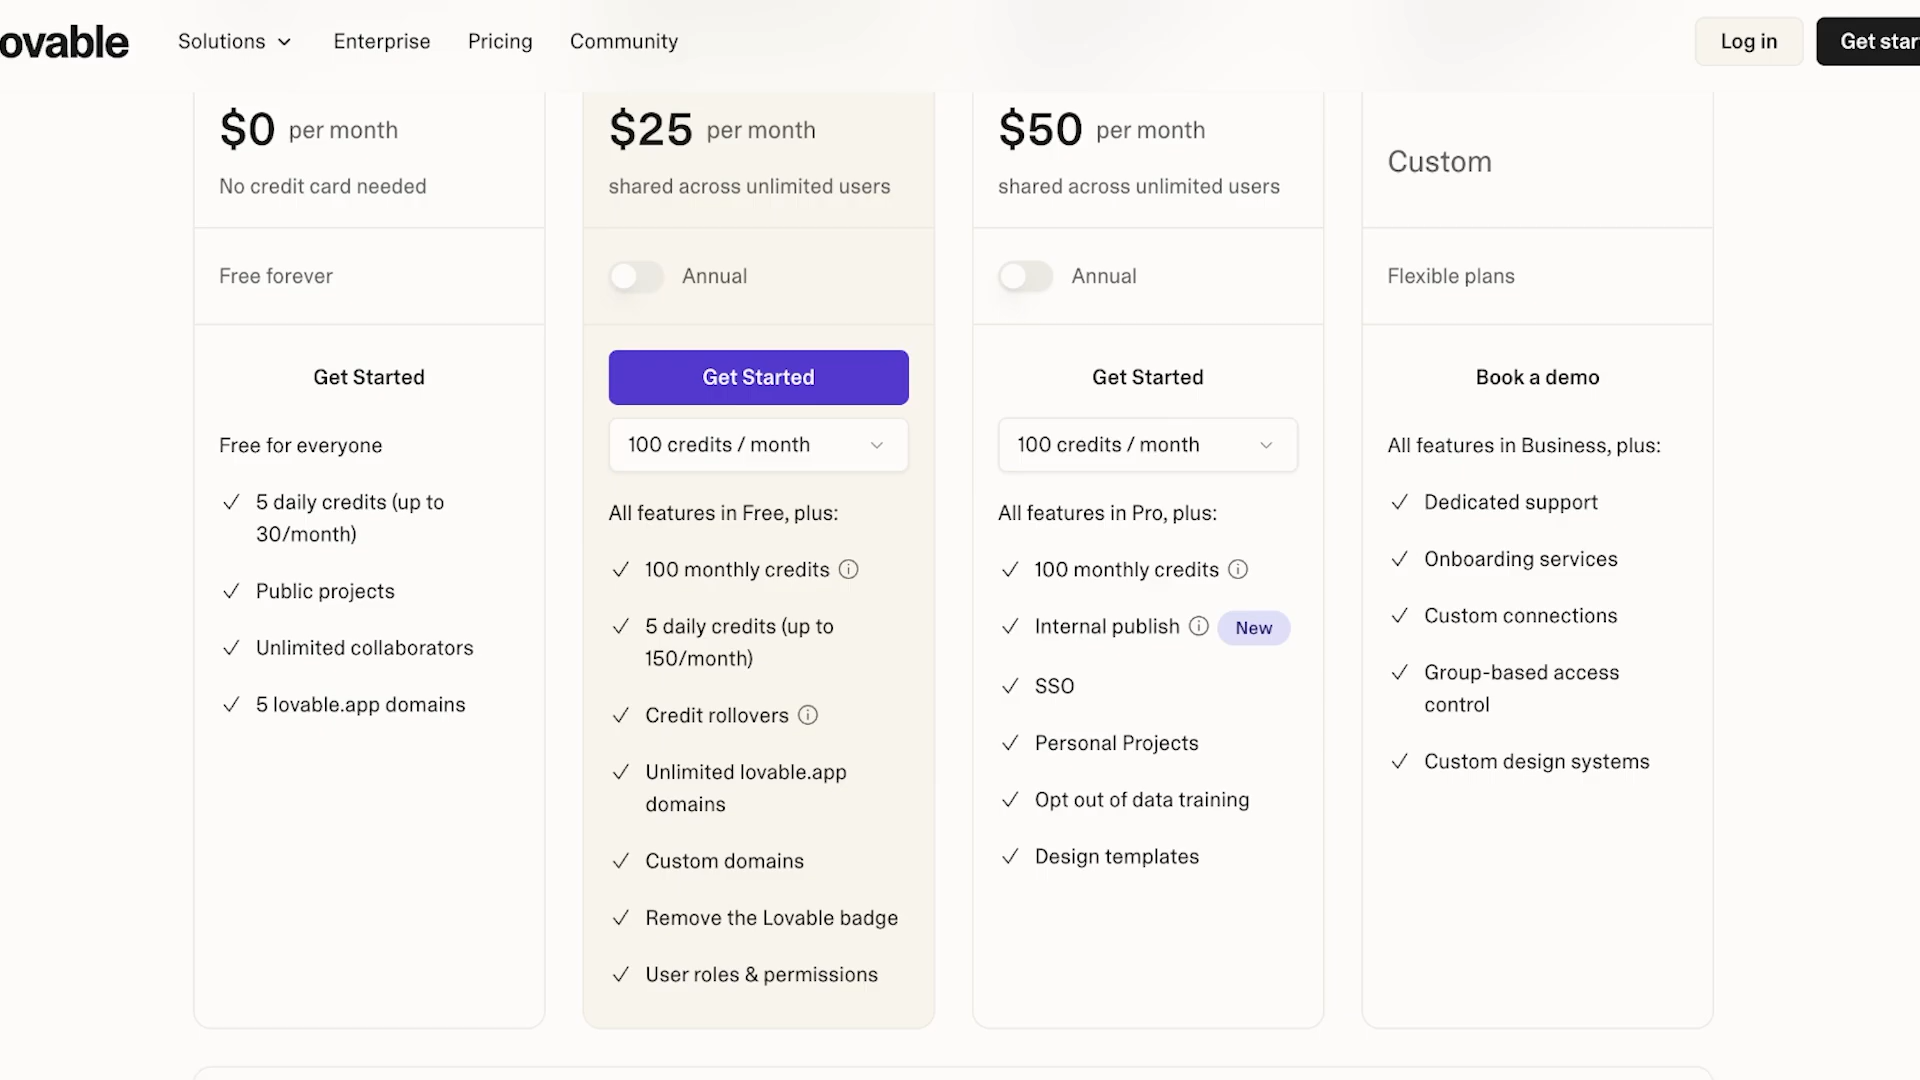 ovable
Solutions
Enterprise
Pricing
Community
Log in
Get star
$0 per month
No credit card needed
Free forever
Get Started
Free for everyone
5 daily credits (up to
30/month)
Public projects
Unlimited collaborators
5 lovable.app domains
$25 per month
shared across unlimited users
Annual
Get Started
100 credits / month
All features in Free, plus:
100 monthly credits
5 daily credits (up to
150/month)
Credit rollovers
Unlimited lovable.app
domains
Custom domains
Remove the Lovable badge
User roles & permissions
$50 per month
shared across unlimited users
Annual
Get Started
100 credits / month
All features in Pro, plus:
100 monthly credits
Internal publish New
SSO
Personal Projects
Opt out of data training
Design templates
Custom
Flexible plans
Book a demo
All features in Business, plus:
Dedicated support
Onboarding services
Custom connections
Group-based access
control
Custom design systems